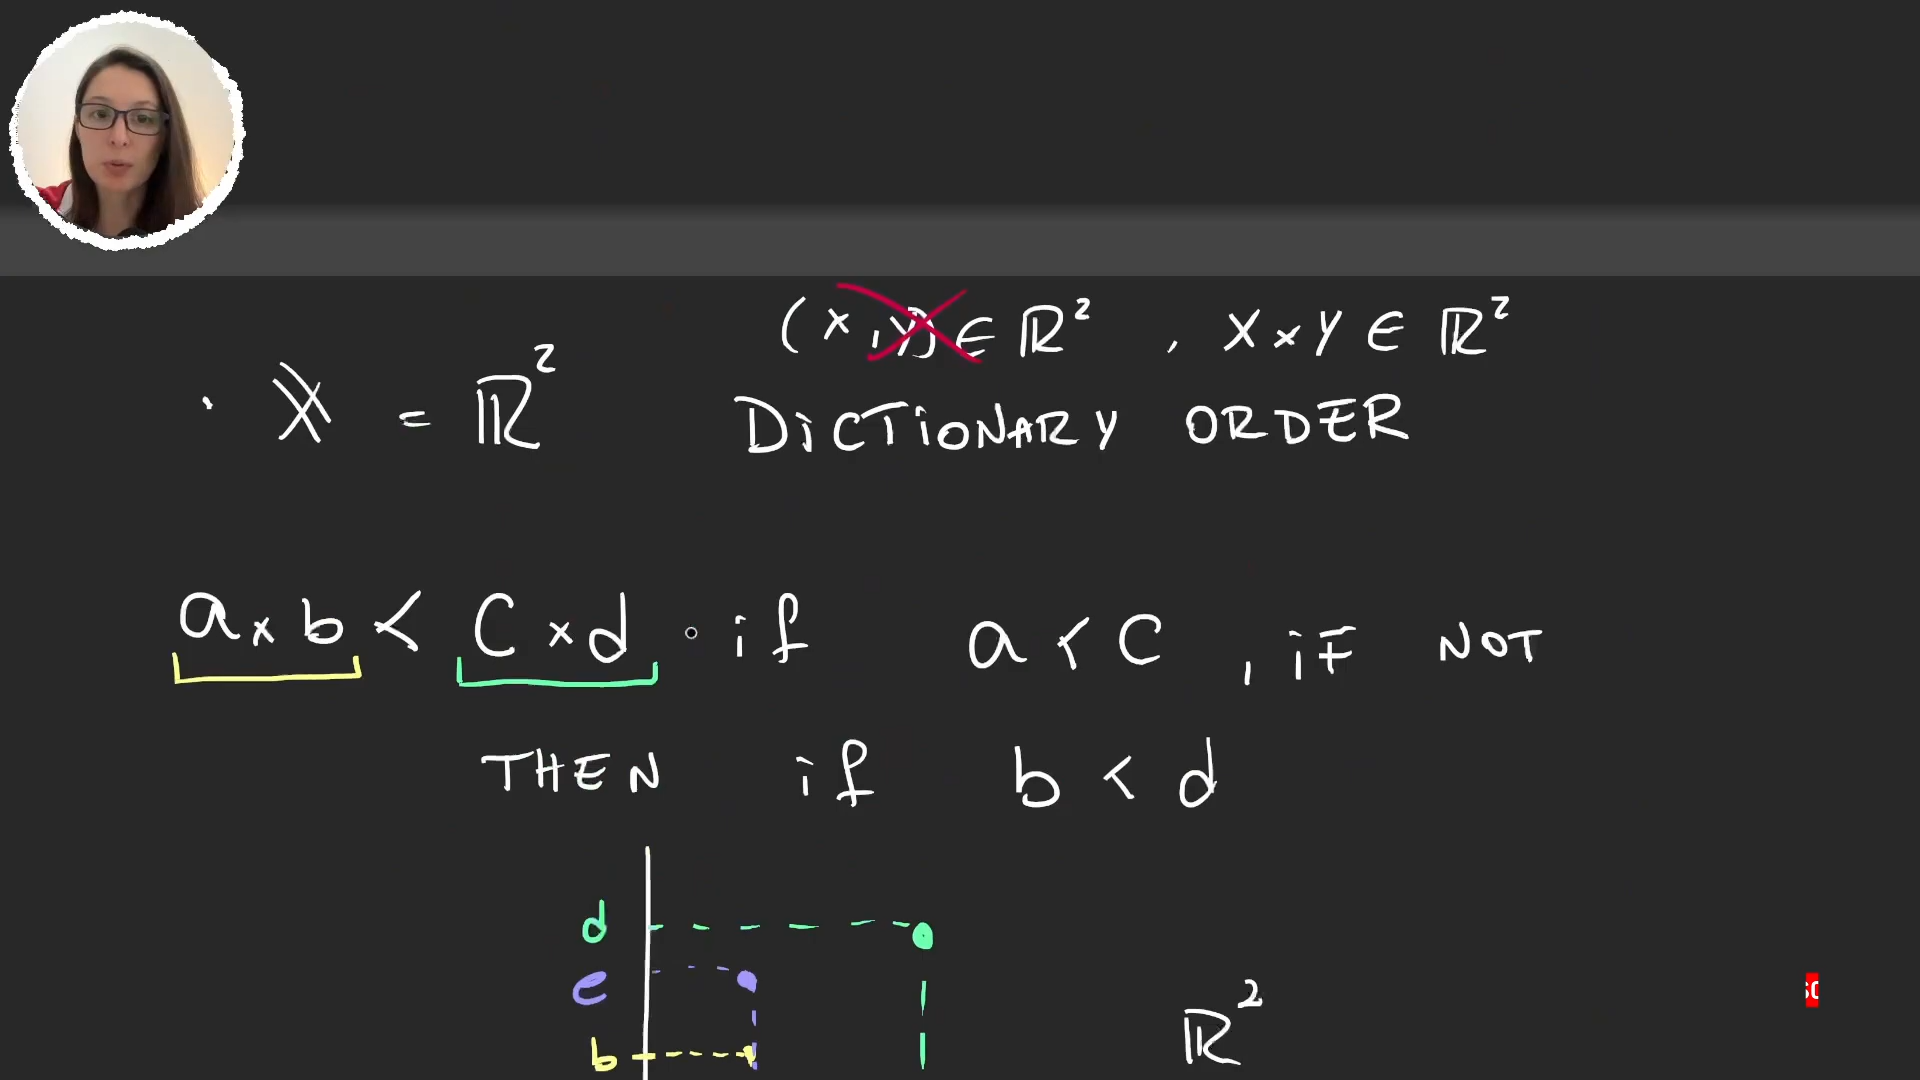 (x,y) ∈ ℝ², x×y ∈ ℝ²
· X = ℝ² DiCTiONARY ORDER
a×b < c×d if a < c, iF NOT
THEN if b < d
d
e
b
ℝ²